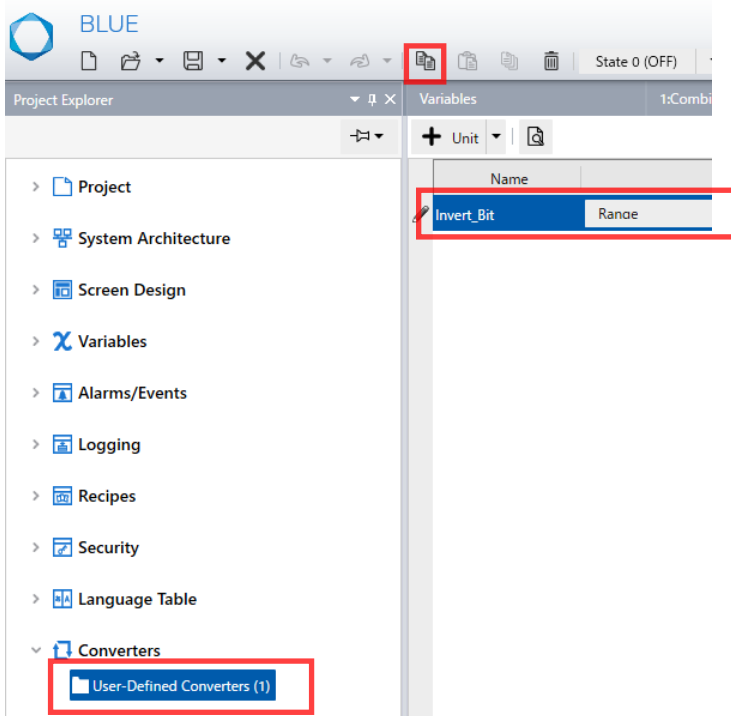 BLUE
State 0 (OFF)
Project Explorer
Variables
1:Combi
Unit
Project
System Architecture
Screen Design
Variables
Alarms/Events
Logging
Recipes
Security
Language Table
Converters
User-Defined Converters (1)
Name
Invert_Bit
Range